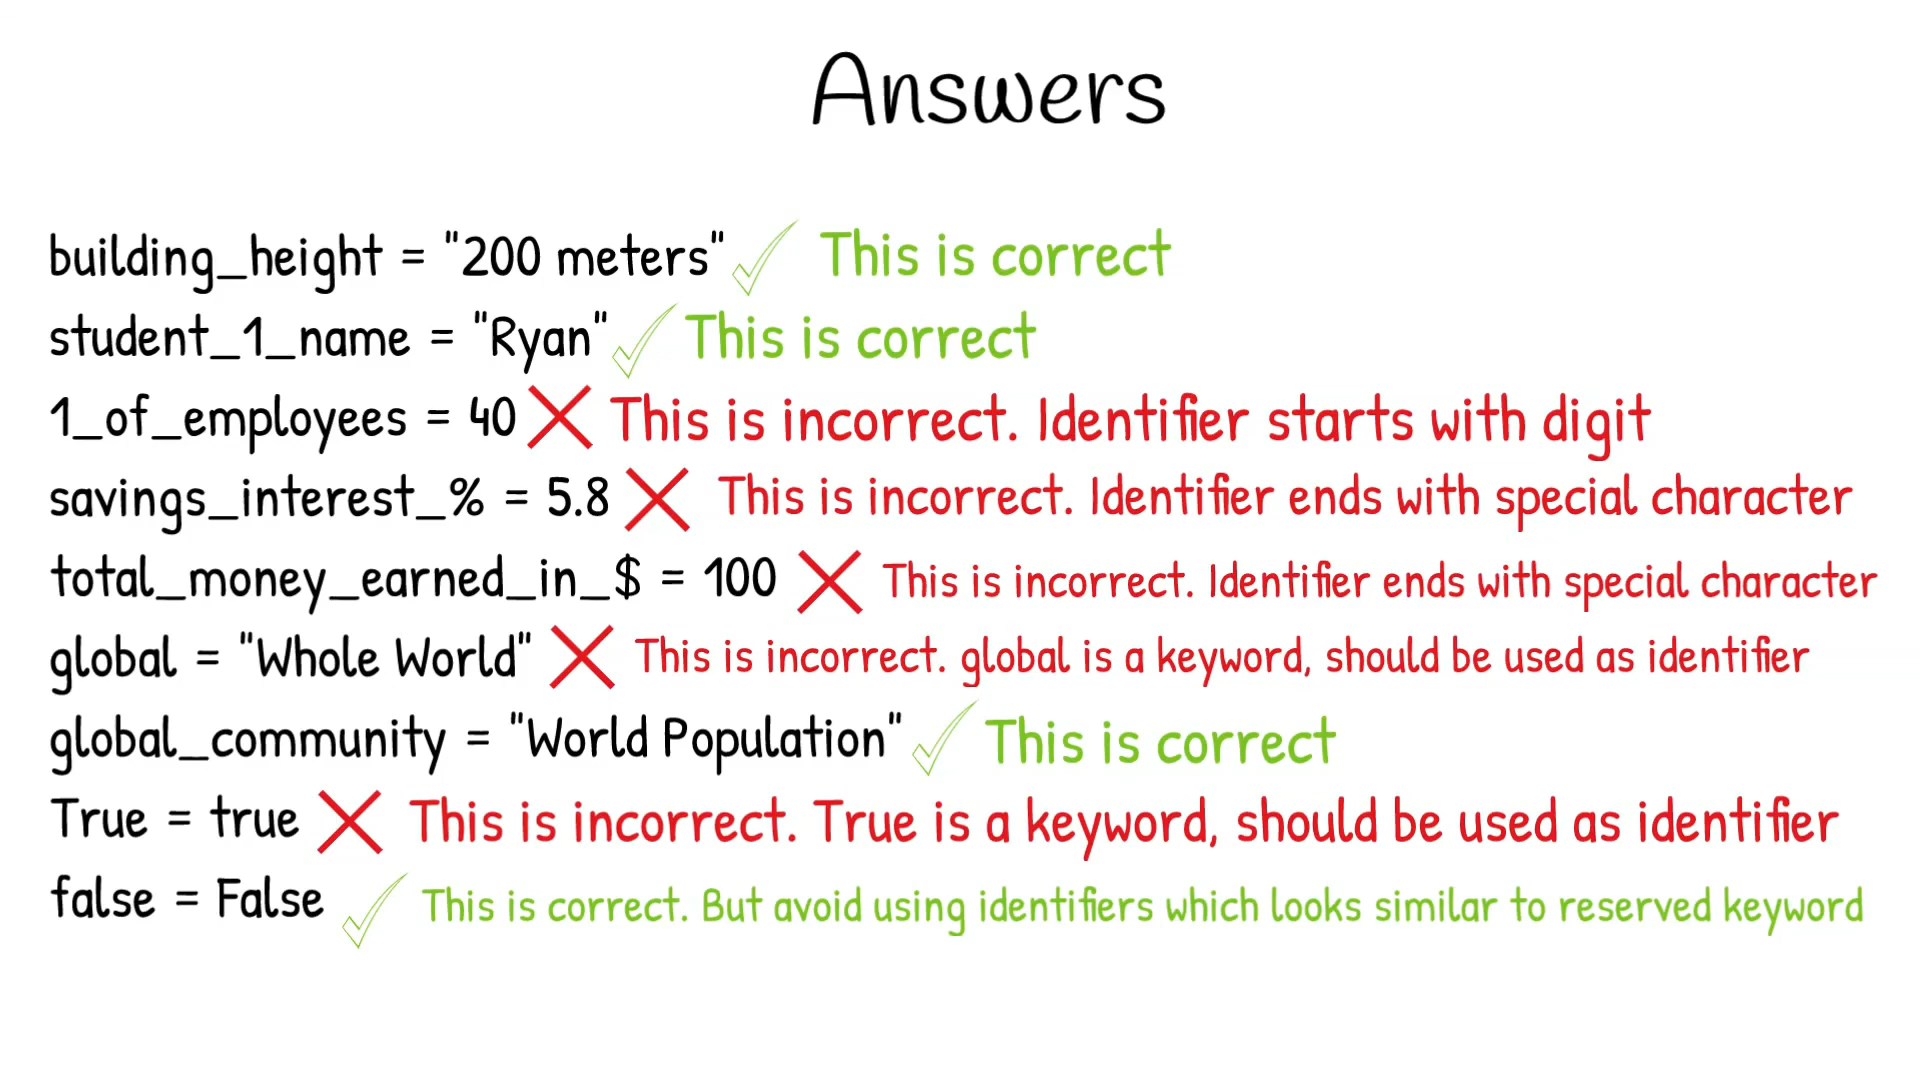 Answers
building_height = "200 meters" This is correct
student_1_name = "Ryan" This is correct
1_of_employees = 40 This is incorrect. Identifier starts with digit
savings_interest_% = 5.8 This is incorrect. Identifier ends with special character
total_money_earned_in_$ = 100 This is incorrect. Identifier ends with special character
global = "Whole World" This is incorrect. global is a keyword, should be used as identifier
global_community = "World Population" This is correct
True = true This is incorrect. True is a keyword, should be used as identifier
false = False This is correct. But avoid using identifiers which looks similar to reserved keyword